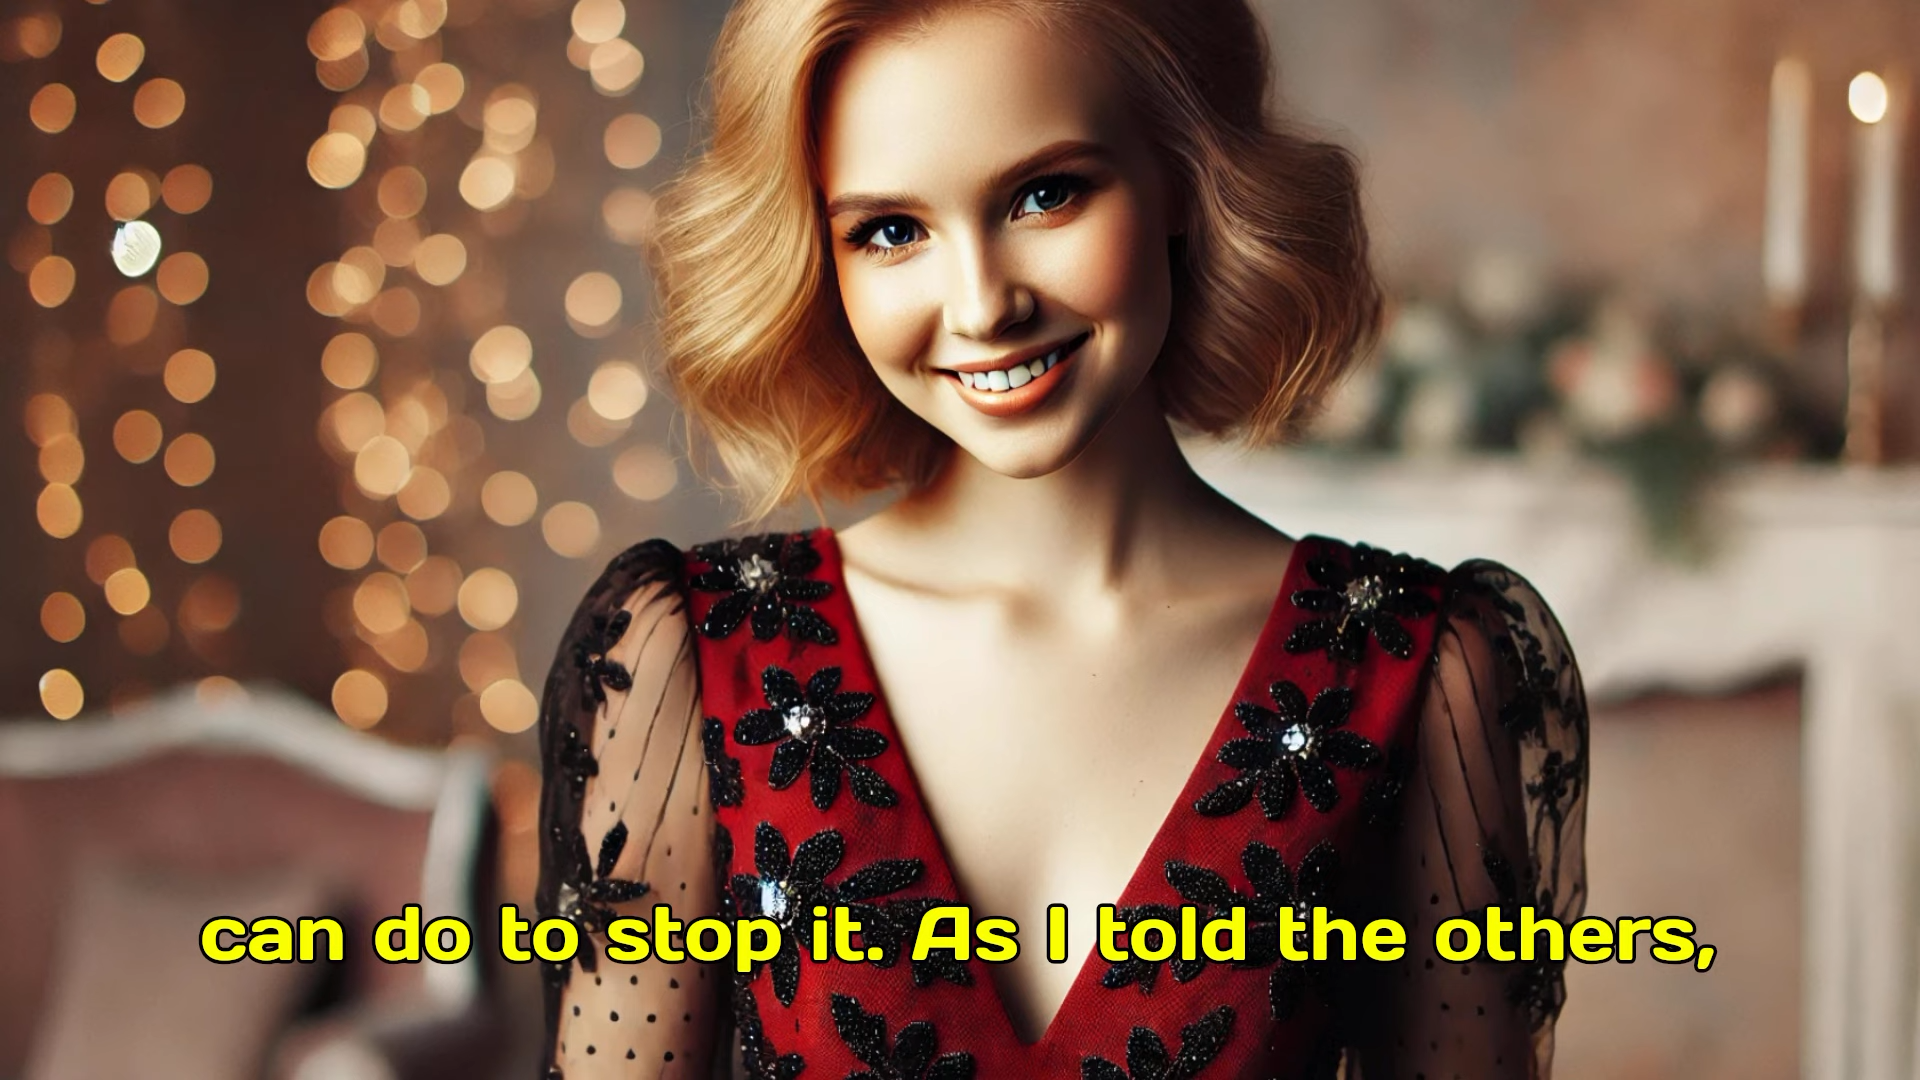 can do to stop it. As I told the others,